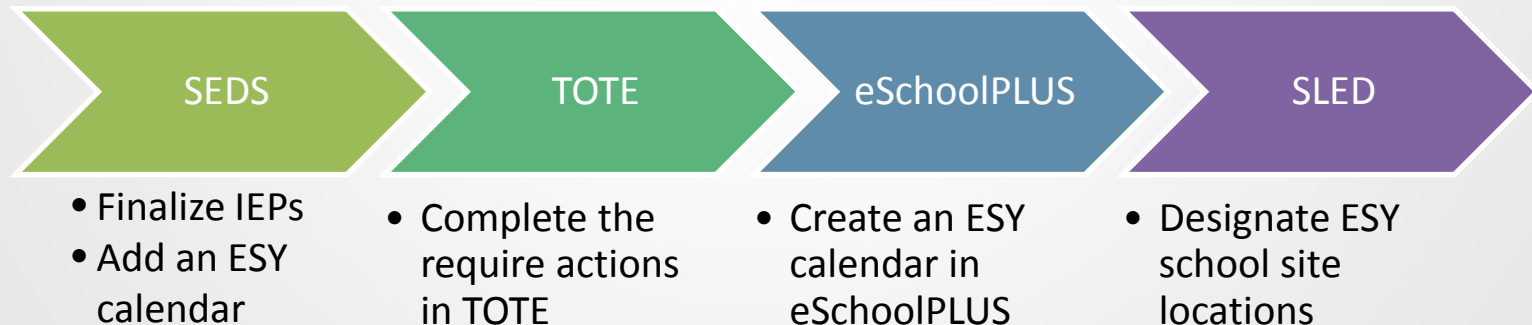 SEDS
TOTE
eSchoolPLUS
SLED
• Finalize IEPs
• Add an ESY
calendar
• Complete the
require actions
in TOTE
• Create an ESY
calendar in
eSchoolPLUS
• Designate ESY
school site
locations